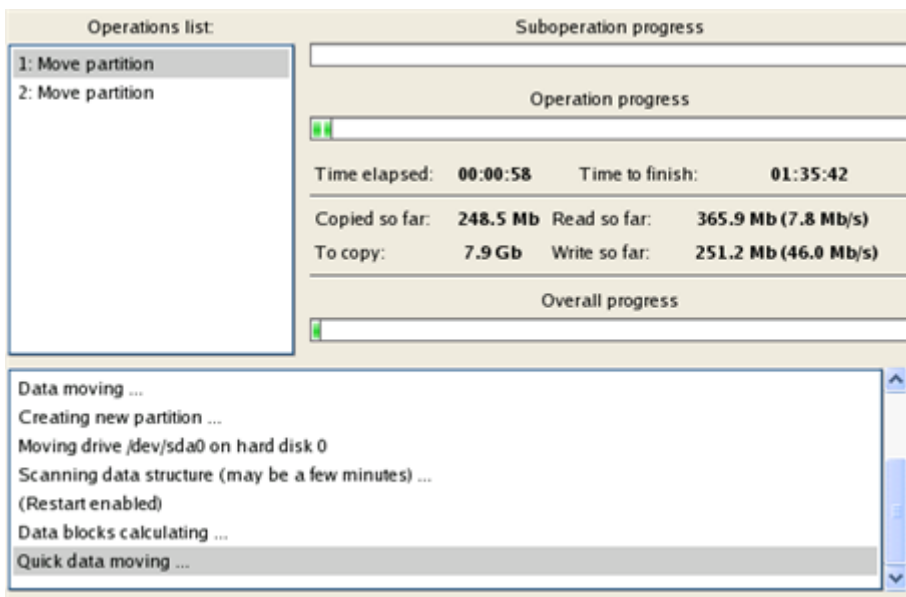 Operations list:
1: Move partition
2: Move partition
Suboperation progress
Operation progress
Time elapsed: 00:00:58 Time to finish: 01:35:42
Copied so far: 248.5 Mb Read so far: 365.9 Mb (7.8 Mb/s)
To copy: 7.9 Gb Write so far: 251.2 Mb (46.0 Mb/s)
Overall progress
Data moving ...
Creating new partition ...
Moving drive /dev/sda0 on hard disk 0
Scanning data structure (may be a few minutes) ...
(Restart enabled)
Data blocks calculating ...
Quick data moving ...